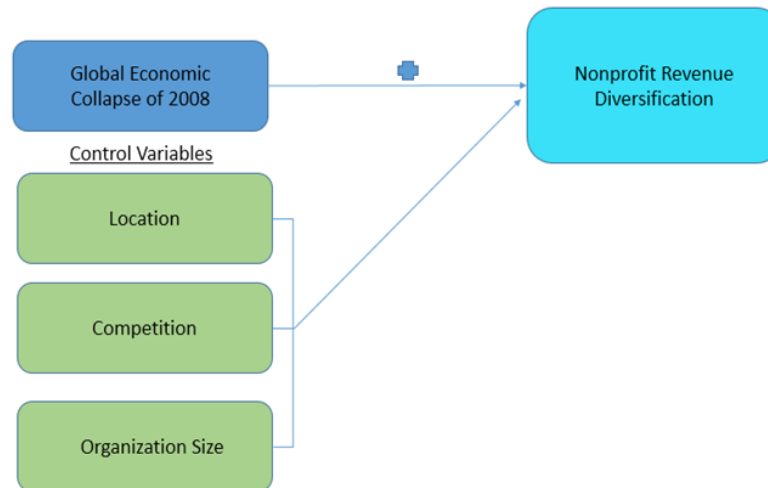 Global Economic
Collapse of 2008
Nonprofit Revenue
Diversification
Control Variables
Location
Competition
Organization Size